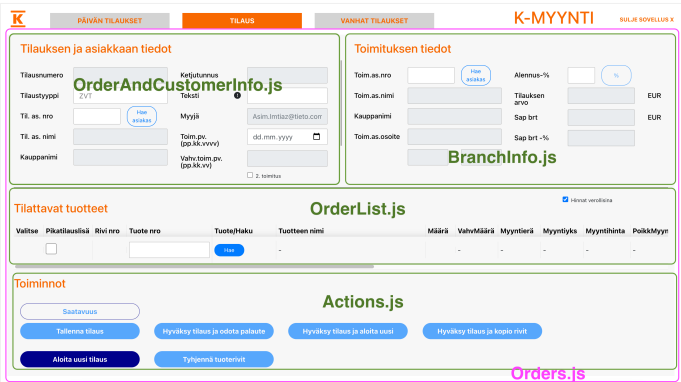 K PÄIVÄN TILAUKSET TILAUS VANHAT TILAUKSET K-MYYNTI SULJE SOVELLUS X
Tilauksen ja asiakkaan tiedot
Tilausnumero Ketjutunnus
OrderAndCustomerInfo.js
Tilaustyyppi ZVT Teksti
Til. as. nro Hae asiakas Myyjä Asim.Imtiaz@tieto.com
Til. as. nimi Toim.pv. (pp.kk.vvvv) dd.mm.yyyy
Kauppanimi Vahv.toim.pv. (pp.kk.vv)
2. toimitus
Toimituksen tiedot
Toim.as.nro Hae asiakas Alennus-% %
Toim.as.nimi Tilauksen arvo EUR
Kauppanimi Sap brt EUR
Toim.as.osoite Sap brt -%
BranchInfo.js
Tilattavat tuotteet OrderList.js Hinnat verollisina
Valitse Pikatilauslisä Rivi nro Tuote nro Tuote/Haku Tuotteen nimi Määrä VahvMäärä Myyntierä Myyntiyks Myyntihinta PoikkMyyn
Hae - - - - -
Toiminnot
Actions.js
Saatavuus
Tallenna tilaus Hyväksy tilaus ja odota palaute Hyväksy tilaus ja aloita uusi Hyväksy tilaus ja kopio rivit
Aloita uusi tilaus Tyhjennä tuoterivit
Orders.js